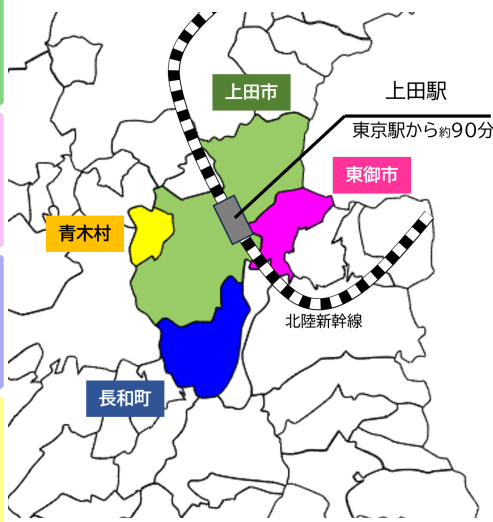 上田市
上田駅
東京駅から約90分
東御市
青木村
北陸新幹線
長和町